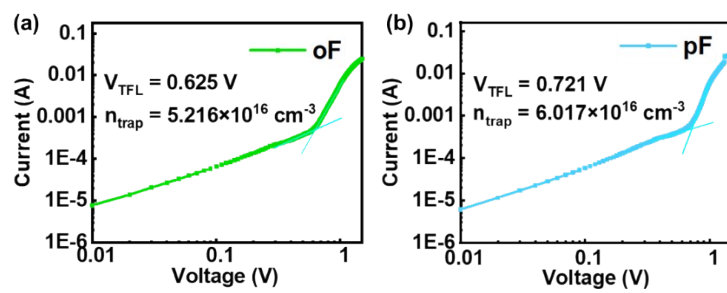 (a)
0.1
0.01
0.001
1E-4
1E-5
1E-6
Current (A)
oF
V_TFL = 0.625 V
n_trap = 5.216×10^16 cm^-3
0.01
0.1
1
Voltage (V)
(b)
0.1
0.01
0.001
1E-4
1E-5
1E-6
Current (A)
pF
V_TFL = 0.721 V
n_trap = 6.017×10^16 cm^-3
0.01
0.1
1
Voltage (V)